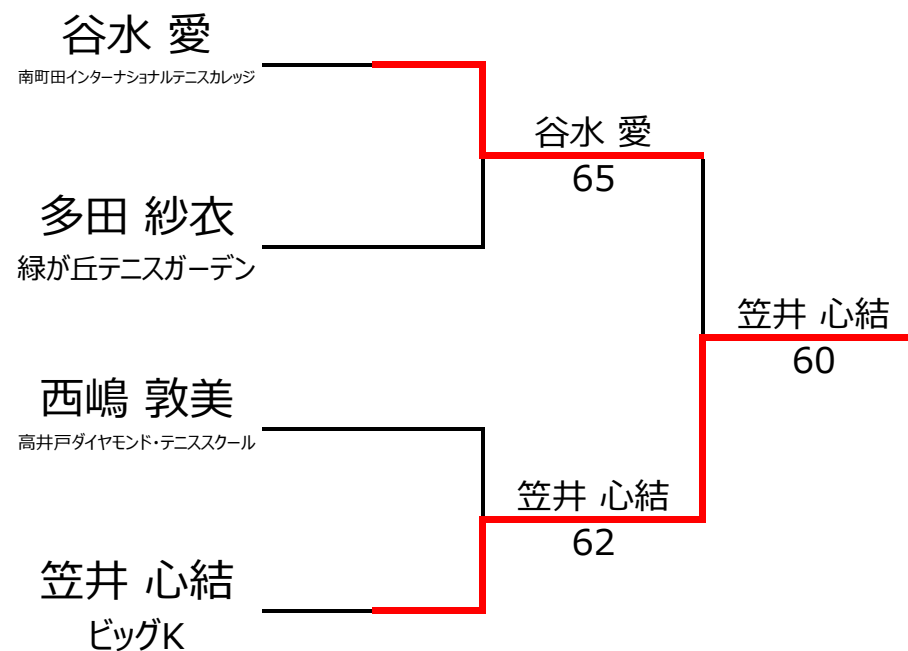 谷水 愛
南町田インターナショナルテニスカレッジ
谷水 愛
65
多田 紗衣
緑が丘テニスガーデン
笠井 心結
60
西嶋 敦美
高井戸ダイヤモンド・テニススクール
笠井 心結
62
笠井 心結
ビッグK